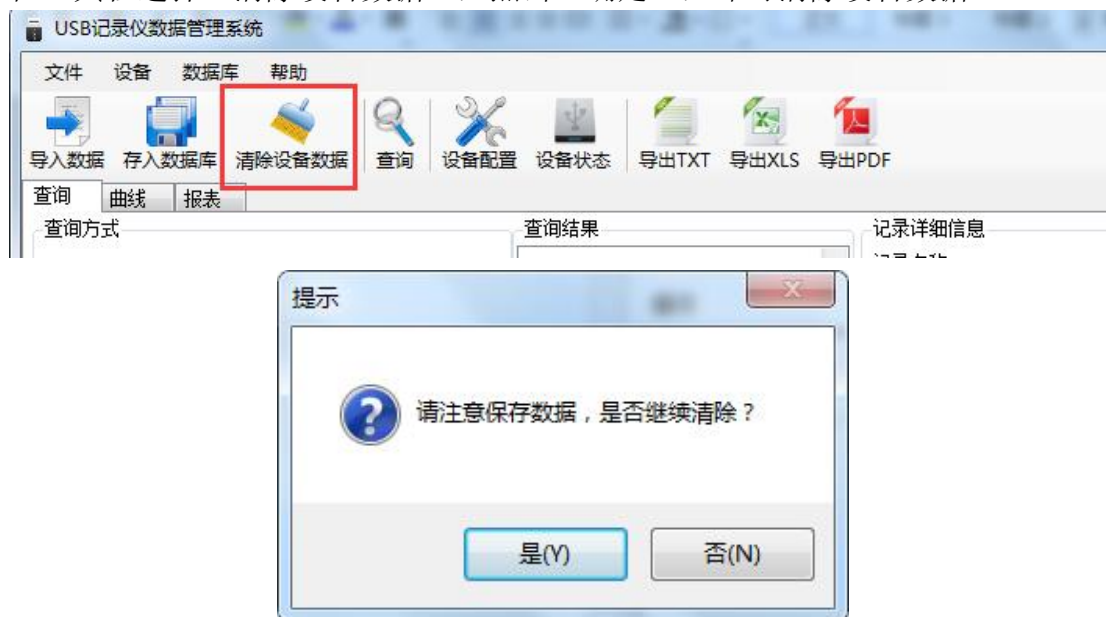 USB记录仪数据管理系统
文件 设备 数据库 帮助
导入数据 存入数据库 清除设备数据 查询 设备配置 设备状态 导出TXT 导出XLS 导出PDF
查询 曲线 报表
查询方式 查询结果 记录详细信息
提示
请注意保存数据，是否继续清除？
是(Y) 否(N)